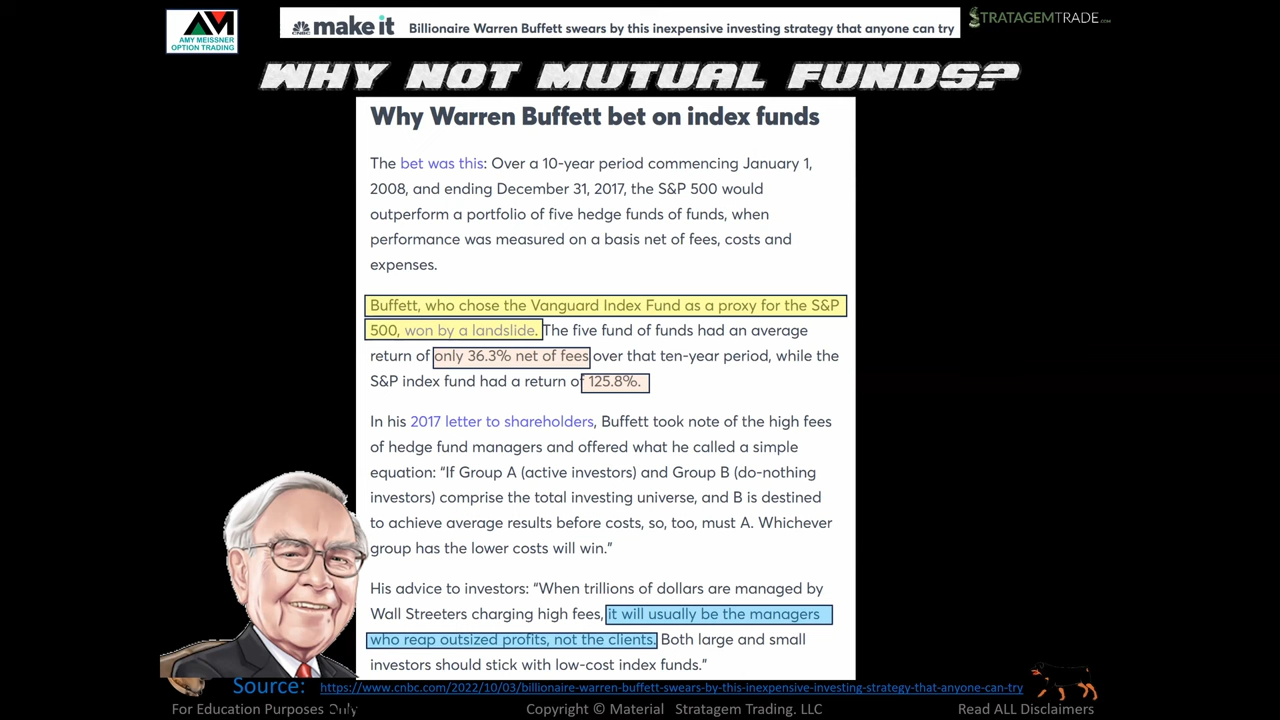 AMY MEISSNER
OPTION TRADING
CNBC make it Billionaire Warren Buffett swears by this inexpensive investing strategy that anyone can try
STRATAGEMTRADE.COM
WHY NOT MUTUAL FUNDS?
Why Warren Buffett bet on index funds
The bet was this: Over a 10-year period commencing January 1,
2008, and ending December 31, 2017, the S&P 500 would
outperform a portfolio of five hedge funds of funds, when
performance was measured on a basis net of fees, costs and
expenses.
Buffett, who chose the Vanguard Index Fund as a proxy for the S&P
500, won by a landslide. The five fund of funds had an average
return of only 36.3% net of fees over that ten-year period, while the
S&P index fund had a return of 125.8%.
In his 2017 letter to shareholders, Buffett took note of the high fees
of hedge fund managers and offered what he called a simple
equation: “If Group A (active investors) and Group B (do-nothing
investors) comprise the total investing universe, and B is destined
to achieve average results before costs, so, too, must A. Whichever
group has the lower costs will win.”
His advice to investors: “When trillions of dollars are managed by
Wall Streeters charging high fees, it will usually be the managers
who reap outsized profits, not the clients. Both large and small
investors should stick with low-cost index funds.”
Source: https://www.cnbc.com/2022/10/03/billionaire-warren-buffett-swears-by-this-inexpensive-investing-strategy-that-anyone-can-try
For Education Purposes Only Copyright © Material Stratagem Trading. LLC Read ALL Disclaimers